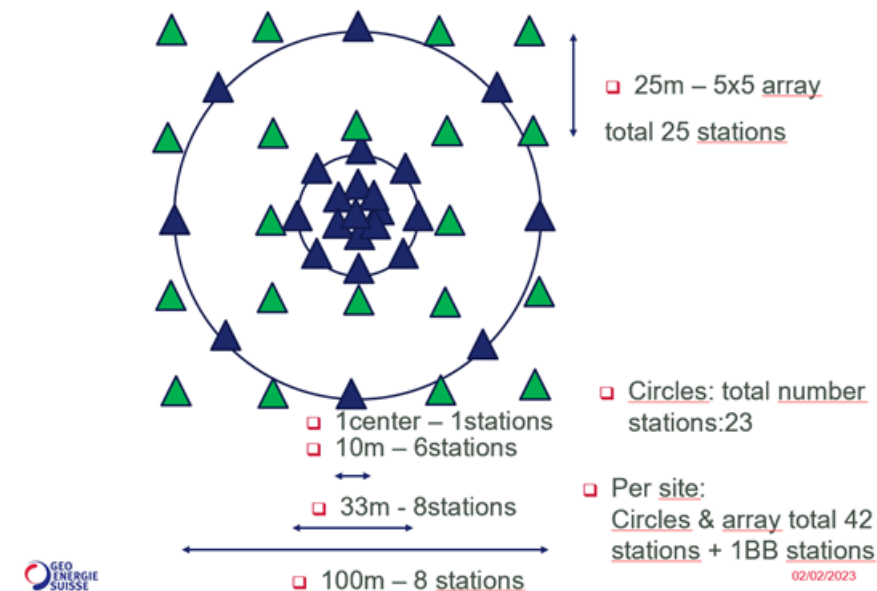 25m – 5x5 array
total 25 stations
Circles: total number
stations:23
1center – 1stations
10m – 6stations
33m - 8stations
100m – 8 stations
Per site:
Circles & array total 42
stations + 1BB stations
02/02/2023
GEO
ENERGIE
SUISSE